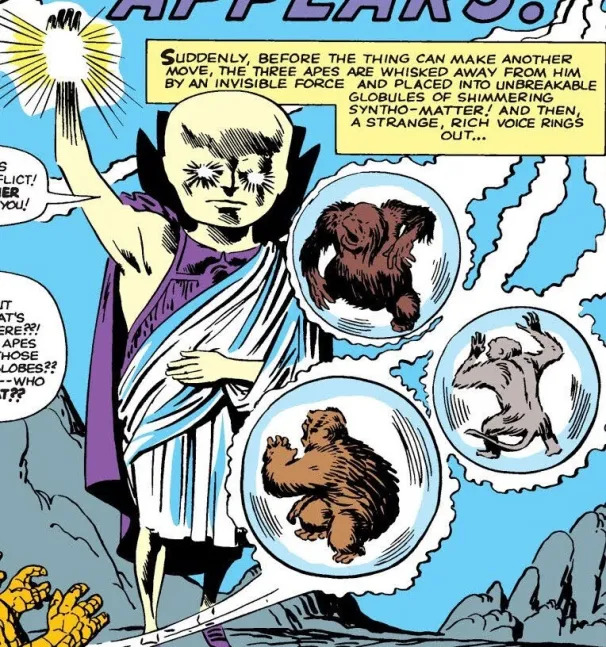 APPEARS!
SUDDENLY, BEFORE THE THING CAN MAKE ANOTHER
MOVE, THE THREE APES ARE WHISKED AWAY FROM HIM
BY AN INVISIBLE FORCE AND PLACED INTO UNBREAKABLE
GLOBULES OF SHIMMERING
SYNTHO-MATTER! AND THEN,
A STRANGE, RICH VOICE RINGS
OUT...
FLICT!
YOU!
ERE??!
APES
LOBES??
--WHO